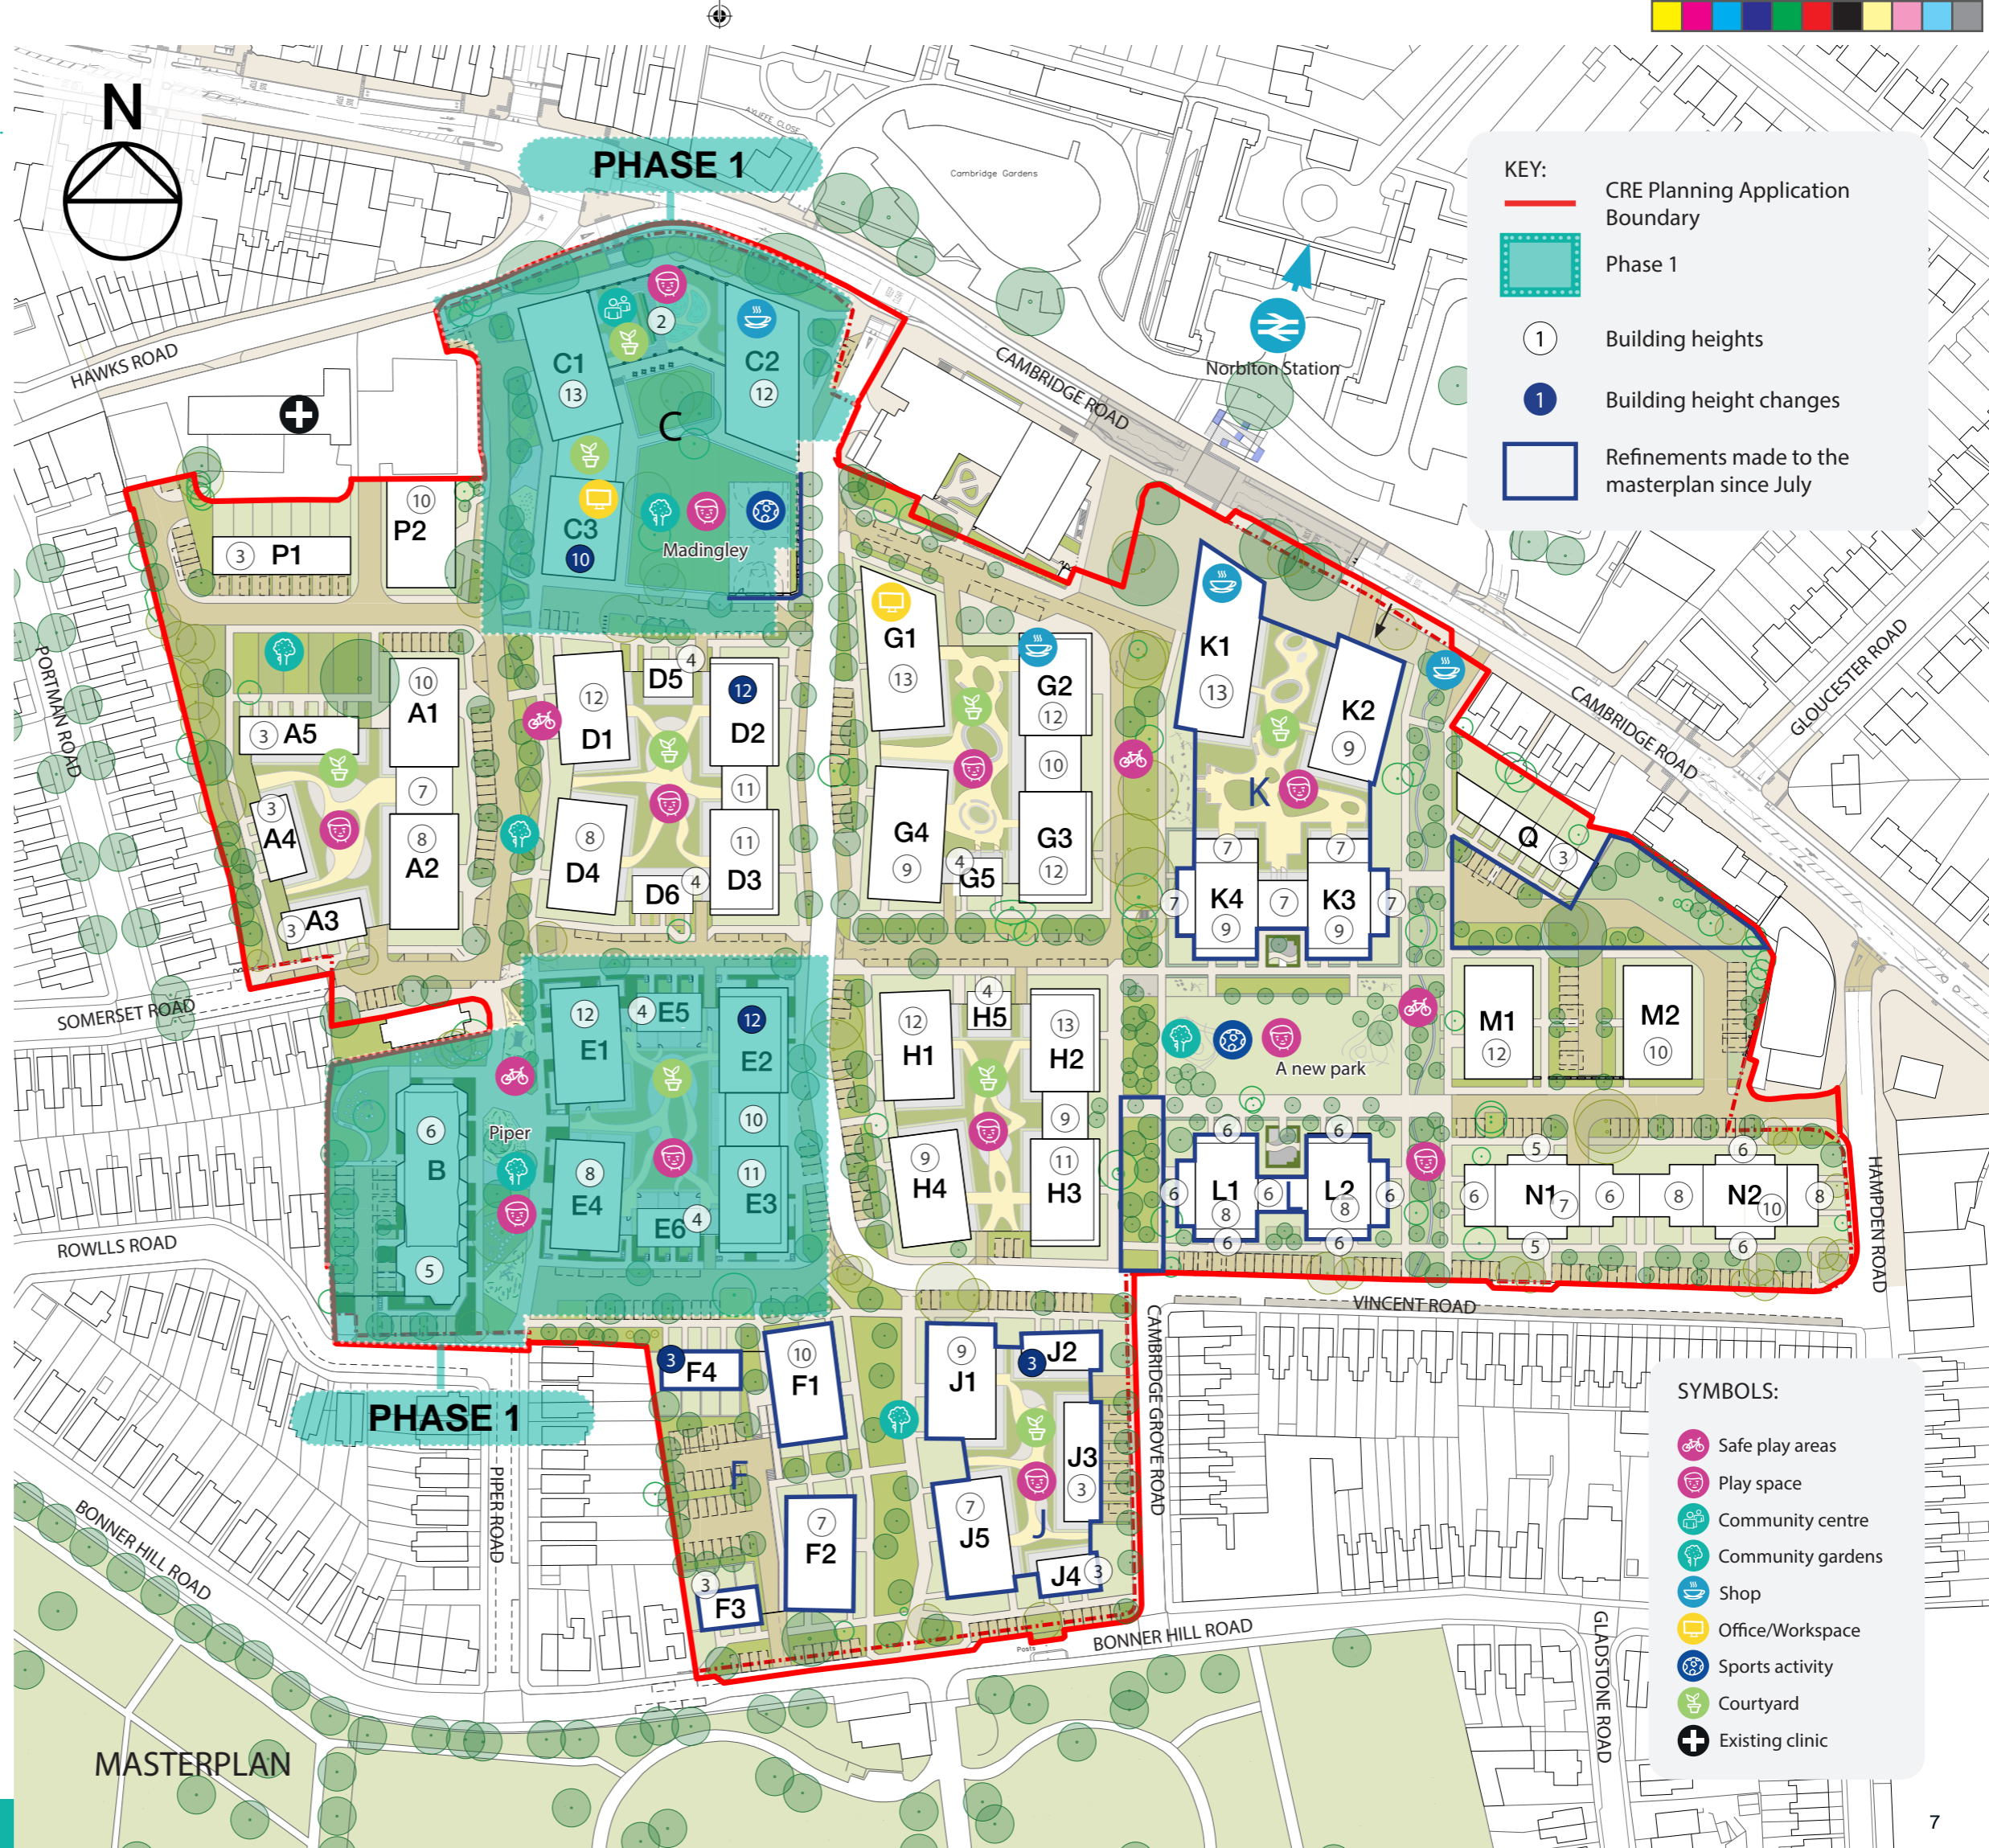 N
PHASE 1
AYLIFFE CLOSE
Cambridge Gardens
KEY:
CRE Planning Application
Boundary
Phase 1
1
Building heights
1
Building height changes
Refinements made to the
masterplan since July
Norbiton Station
HAWKS ROAD
CAMBRIDGE ROAD
CAMBRIDGE ROAD
GLOUCESTER ROAD
PORTMAN ROAD
SOMERSET ROAD
ROWLLS ROAD
BONNER HILL ROAD
PIPER ROAD
CAMBRIDGE GROVE ROAD
VINCENT ROAD
HAMPDEN ROAD
BONNER HILL ROAD
GLADSTONE ROAD
2
C1
13
C2
12
C
C3
10
Madingley
P1
3
P2
10
A1
10
7
A2
8
A5
3
A4
3
A3
3
D1
12
D5
4
D2
12
11
D4
8
D6
4
D3
11
G1
13
G2
12
10
G4
9
G5
4
G3
12
K1
13
K2
9
K
7
7
7
K4
9
7
K3
9
7
Q
3
E1
12
E5
4
E2
12
10
E4
8
E6
4
E3
11
Piper
6
B
5
H1
12
H5
4
H2
13
9
H4
9
H3
11
A new park
M1
12
M2
10
6
6
6
L1
8
6
L
L2
8
6
6
6
5
6
6
N1
7
6
8
N2
10
8
5
6
PHASE 1
F4
3
F1
10
F
F2
7
F3
3
J1
9
J2
3
J3
3
J
J5
7
J4
3
Posts
SYMBOLS:
Safe play areas
Play space
Community centre
Community gardens
Shop
Office/Workspace
Sports activity
Courtyard
Existing clinic
MASTERPLAN
7